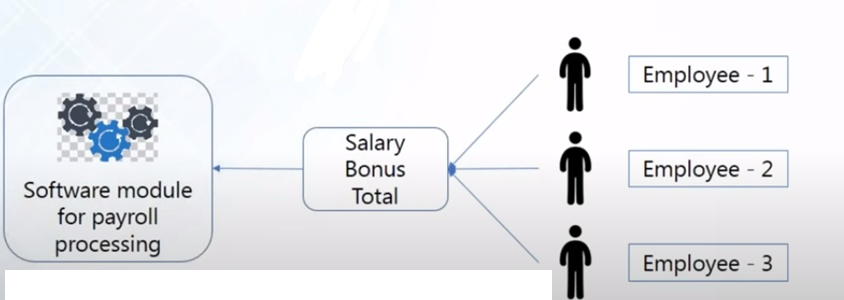 Software module
for payroll
processing
Salary
Bonus
Total
Employee - 1
Employee - 2
Employee - 3